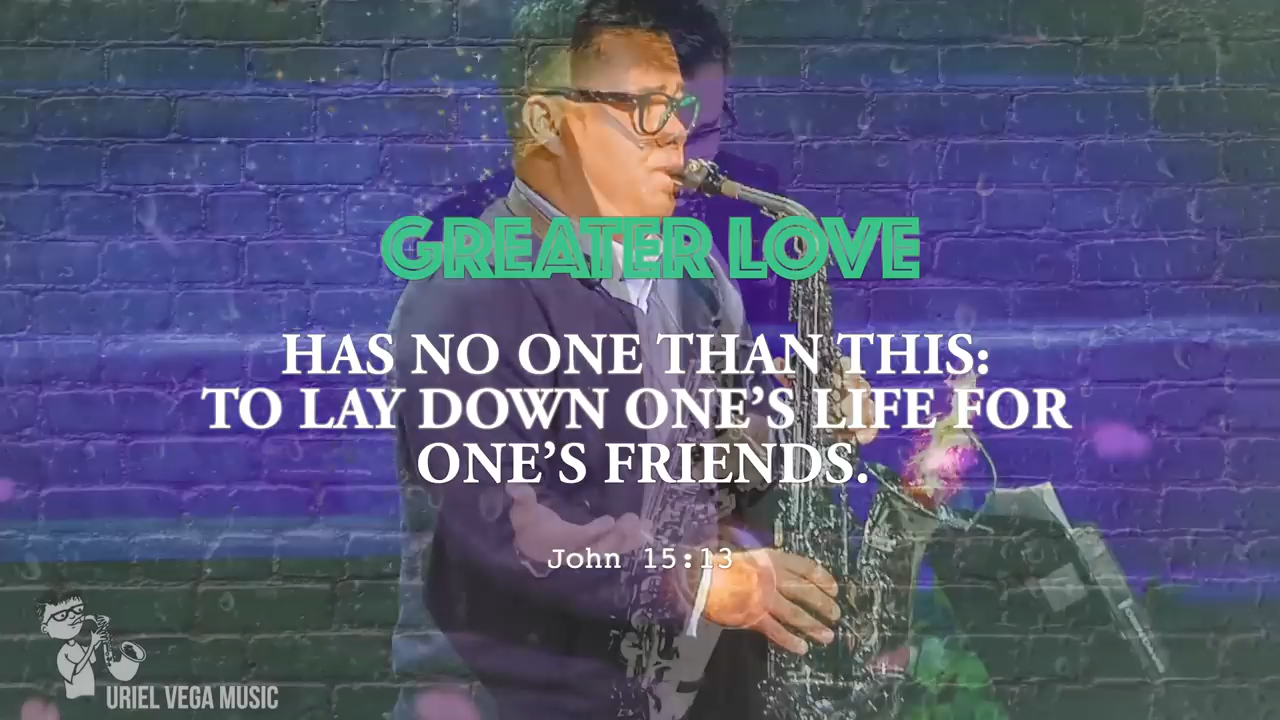 GREATER LOVE
HAS NO ONE THAN THIS:
TO LAY DOWN ONE’S LIFE FOR
ONE’S FRIENDS.
John 15:13
URIEL VEGA MUSIC